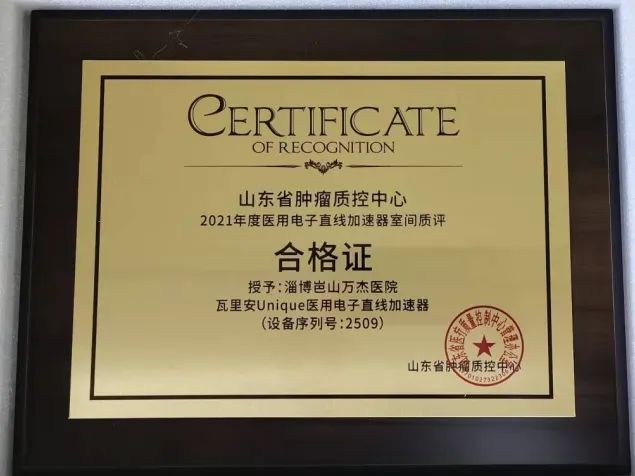 CERTIFICATE
OF RECOGNITION
山东省肿瘤质控中心
2021年度医用电子直线加速器室间质评
合格证
授予:淄博岜山万杰医院
瓦里安Unique医用电子直线加速器
(设备序列号:2509)
山东省肿瘤质控中心